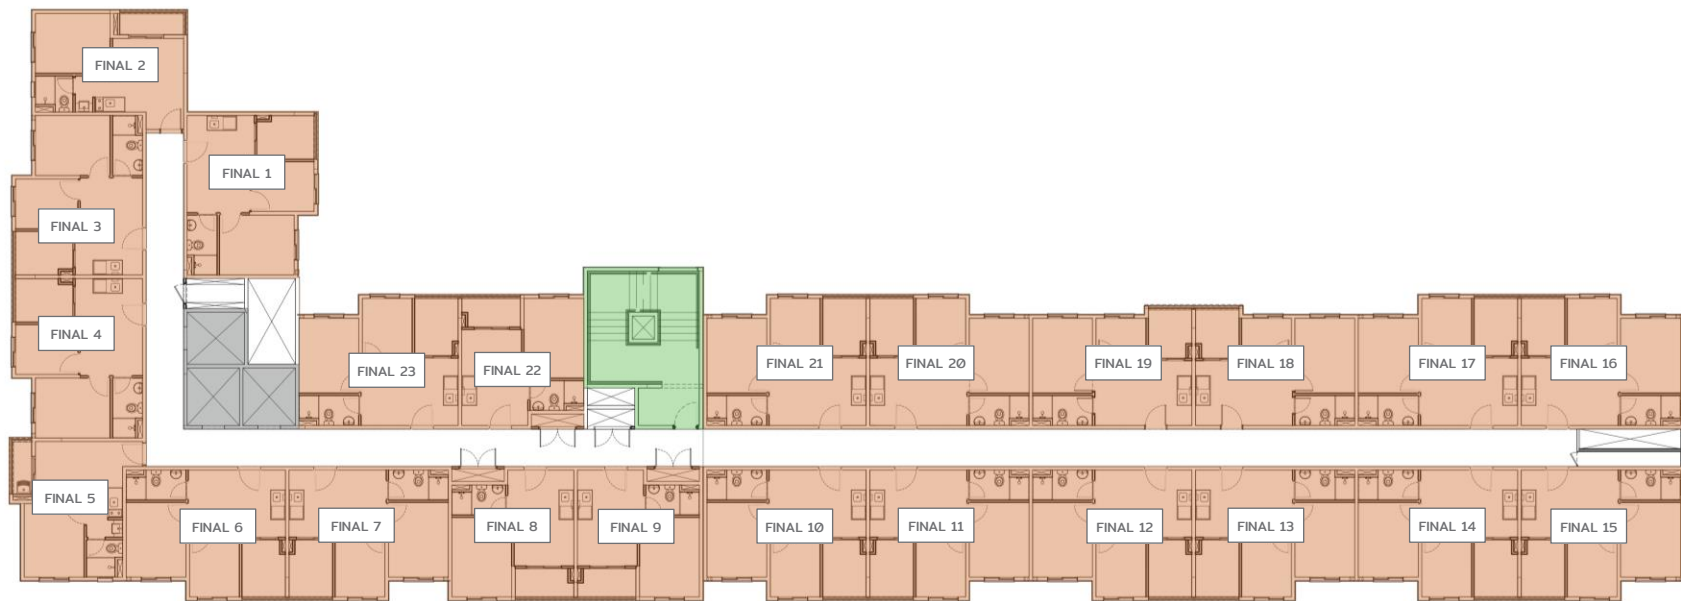 FINAL 2
FINAL 1
FINAL 3
FINAL 4
FINAL 23
FINAL 22
FINAL 21
FINAL 20
FINAL 19
FINAL 18
FINAL 17
FINAL 16
FINAL 5
FINAL 6
FINAL 7
FINAL 8
FINAL 9
FINAL 10
FINAL 11
FINAL 12
FINAL 13
FINAL 14
FINAL 15